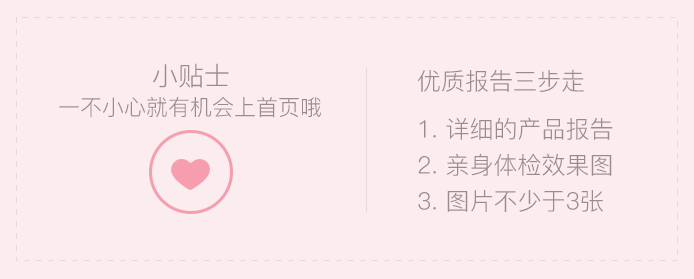 小贴士
一不小心就有机会上首页哦
优质报告三步走
1. 详细的产品报告
2. 亲身体检效果图
3. 图片不少于3张